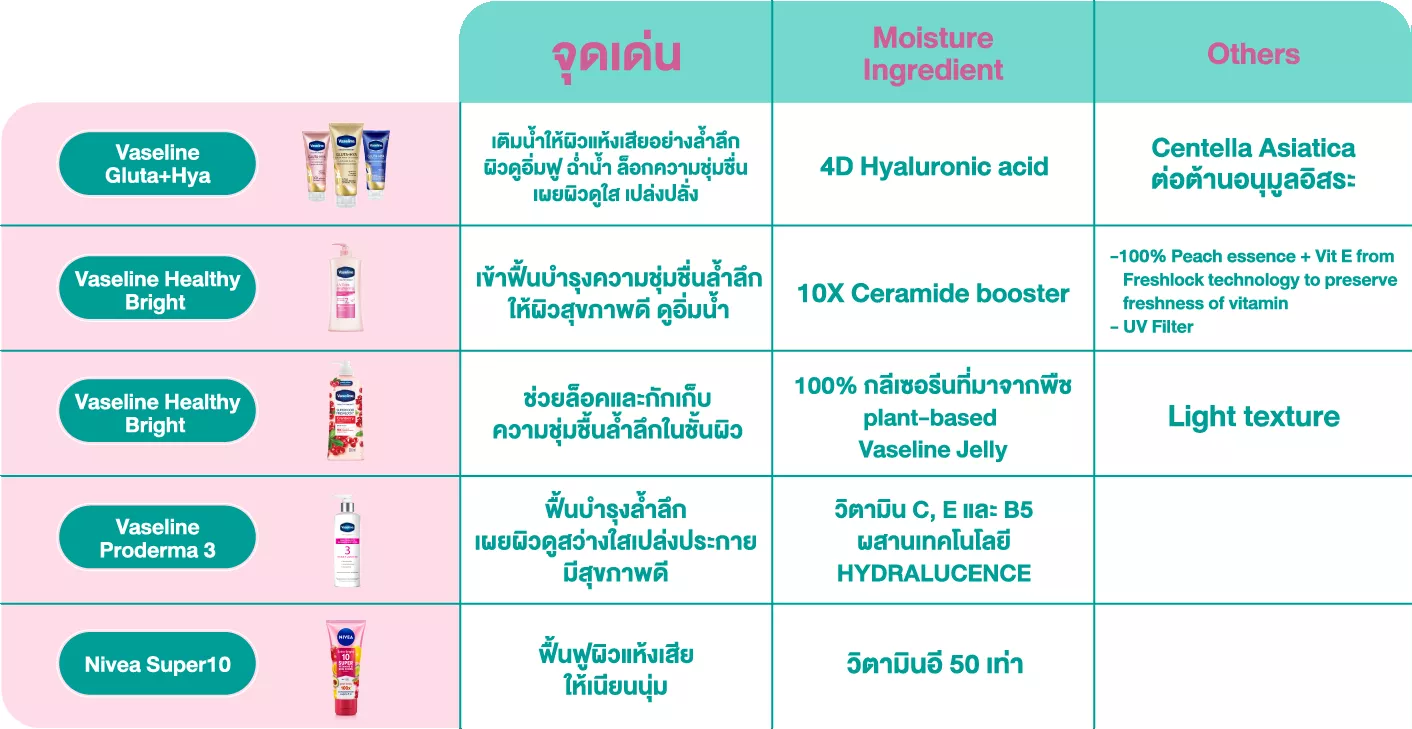 จุดเด่น
Moisture
Ingredient
Others
Vaseline
Gluta+Hya
เติมน้ำให้ผิวแห้งเสียอย่างล้ำลึก
ผิวดูอิ่มฟู ฉ่ำน้ำ ล็อกความชุ่มชื่น
เผยผิวดูใส เปล่งปลั่ง
4D Hyaluronic acid
Centella Asiatica
ต่อต้านอนุมูลอิสระ
Vaseline Healthy
Bright
เข้าฟื้นบำรุงความชุ่มชื่นล้ำลึก
ให้ผิวสุขภาพดี ดูอิ่มน้ำ
10X Ceramide booster
-100% Peach essence + Vit E from
Freshlock technology to preserve
freshness of vitamin
- UV Filter
Vaseline Healthy
Bright
Vaseline
ช่วยล็อคและกักเก็บ
ความชุ่มชื้นล้ำลึกในชั้นผิว
100% กลีเซอรีนที่มาจากพืช
plant-based
Vaseline Jelly
Light texture
Vaseline
Proderma 3
3
ฟื้นบำรุงล้ำลึก
เผยผิวดูสว่างใสเปล่งประกาย
มีสุขภาพดี
วิตามิน C, E และ B5
ผสานเทคโนโลยี
HYDRALUCENCE
Nivea Super10
NIVEA
10
SUPER
ฟื้นฟูผิวแห้งเสีย
ให้เนียนนุ่ม
วิตามินอี 50 เท่า